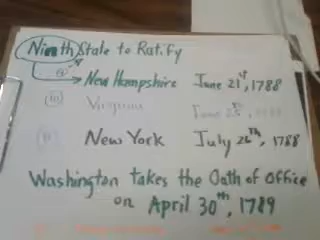 Ninth State to Ratify
(9) → New Hampshire June 21st, 1788
(10) Virginia June 25th, 1788
(11) New York July 26th, 1788
Washington takes the Oath of Office
on April 30th, 1789